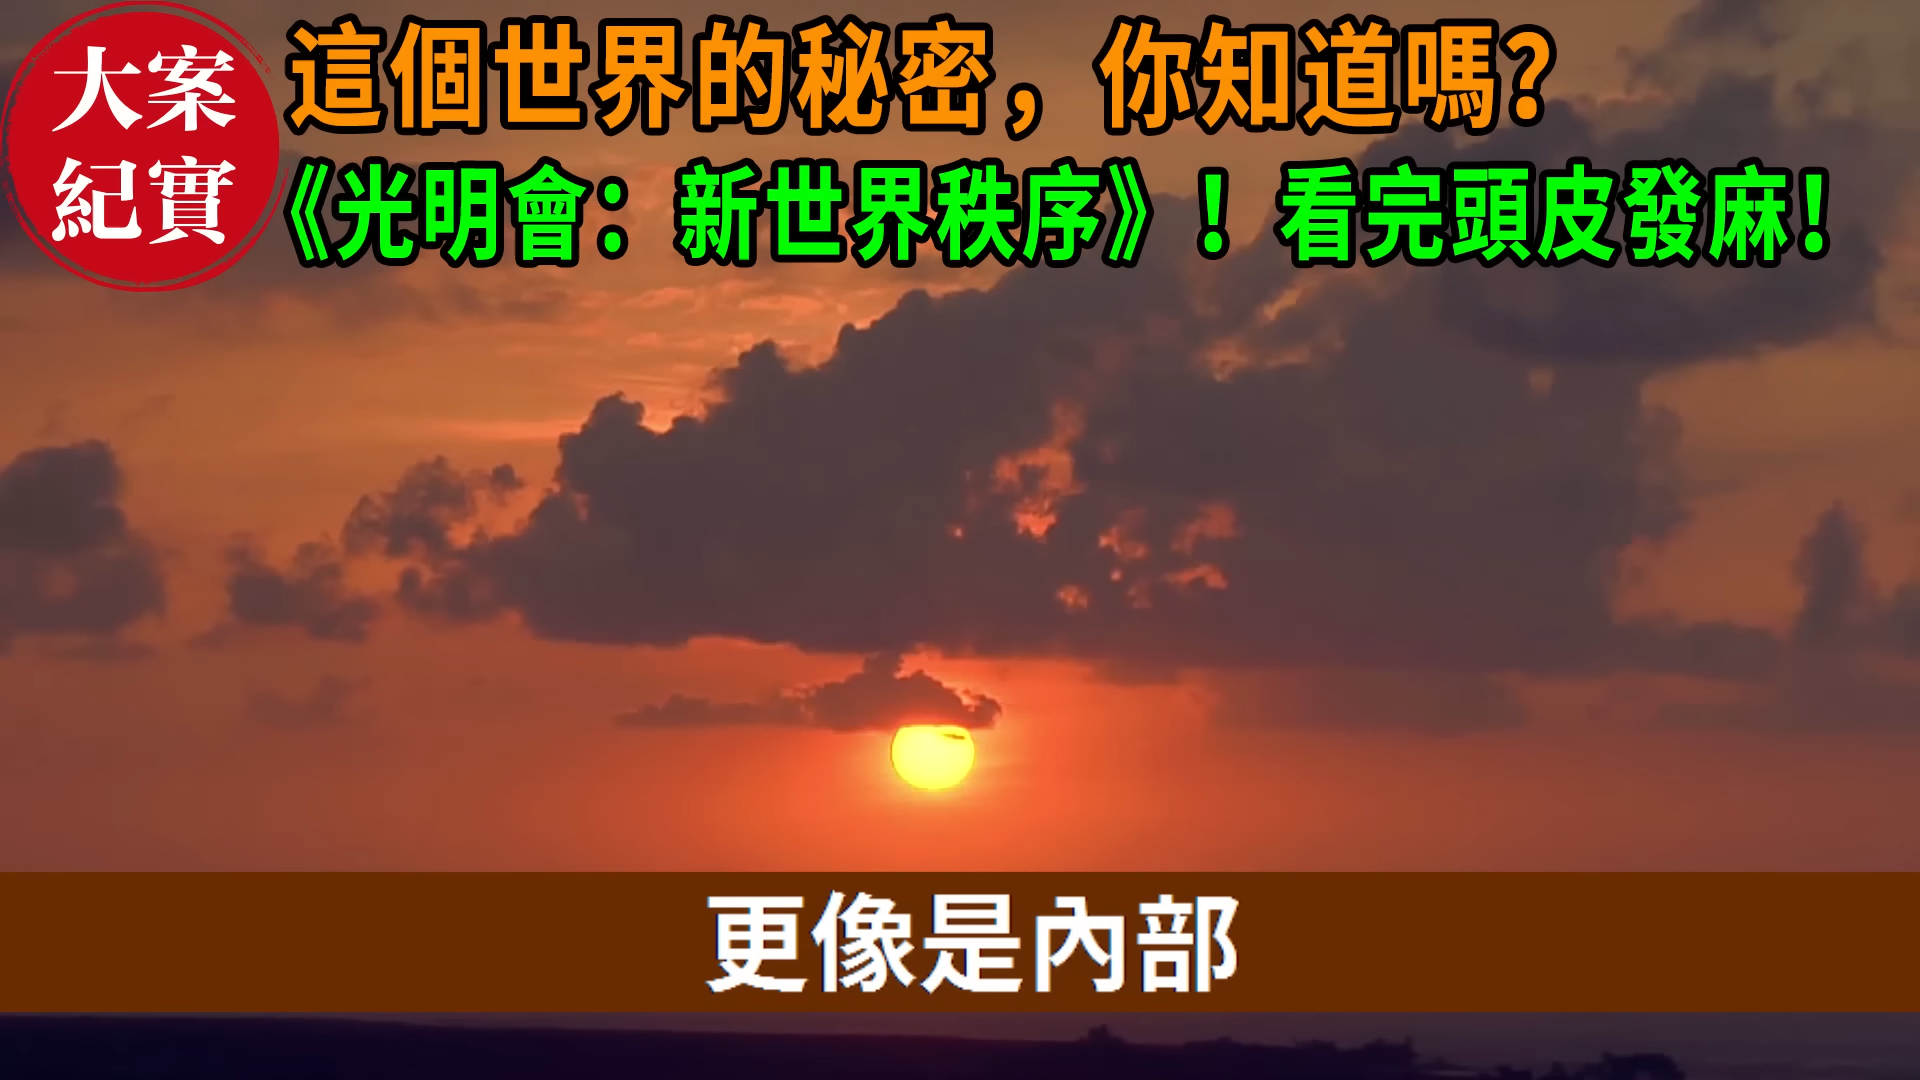 大案
紀實
這個世界的秘密，你知道嗎？
《光明會：新世界秩序》！看完頭皮發麻！
更像是內部